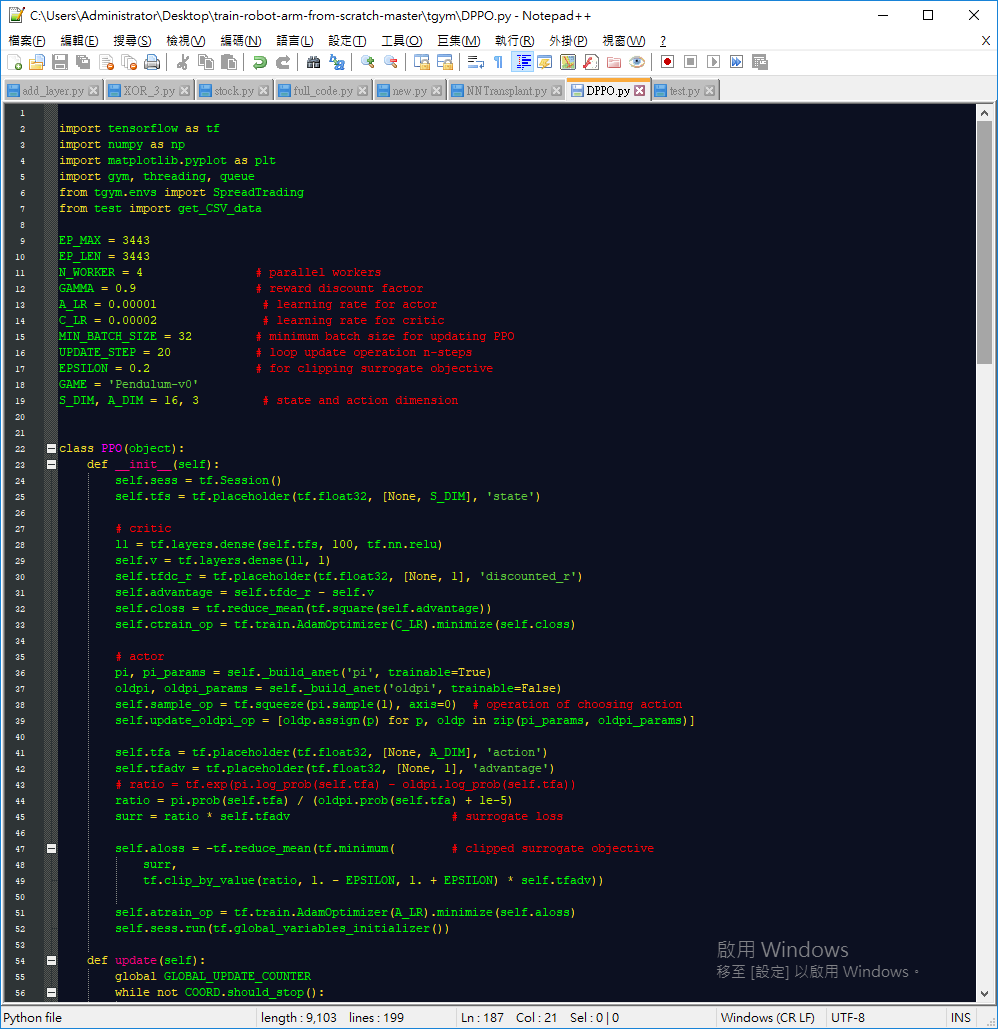 C:\Users\Administrator\Desktop\train-robot-arm-from-scratch-master\tgym\DPPO.py - Notepad++
檔案(F) 編輯(E) 搜尋(S) 檢視(V) 編碼(N) 語言(L) 設定(T) 工具(O) 巨集(M) 執行(R) 外掛(P) 視窗(W) ? X
add_layer.py XOR_3.py stock.py full_code.py new.py NNTransplant.py DPPO.py test.py
1
2 import tensorflow as tf
3 import numpy as np
4 import matplotlib.pyplot as plt
5 import gym, threading, queue
6 from tgym.envs import SpreadTrading
7 from test import get_CSV_data
8
9 EP_MAX = 3443
10 EP_LEN = 3443
11 N_WORKER = 4 # parallel workers
12 GAMMA = 0.9 # reward discount factor
13 A_LR = 0.00001 # learning rate for actor
14 C_LR = 0.00002 # learning rate for critic
15 MIN_BATCH_SIZE = 32 # minimum batch size for updating PPO
16 UPDATE_STEP = 20 # loop update operation n-steps
17 EPSILON = 0.2 # for clipping surrogate objective
18 GAME = 'Pendulum-v0'
19 S_DIM, A_DIM = 16, 3 # state and action dimension
20
21
22 class PPO(object):
23 def __init__(self):
24 self.sess = tf.Session()
25 self.tfs = tf.placeholder(tf.float32, [None, S_DIM], 'state')
26
27 # critic
28 l1 = tf.layers.dense(self.tfs, 100, tf.nn.relu)
29 self.v = tf.layers.dense(l1, 1)
30 self.tfdc_r = tf.placeholder(tf.float32, [None, 1], 'discounted_r')
31 self.advantage = self.tfdc_r - self.v
32 self.closs = tf.reduce_mean(tf.square(self.advantage))
33 self.ctrain_op = tf.train.AdamOptimizer(C_LR).minimize(self.closs)
34
35 # actor
36 pi, pi_params = self._build_anet('pi', trainable=True)
37 oldpi, oldpi_params = self._build_anet('oldpi', trainable=False)
38 self.sample_op = tf.squeeze(pi.sample(1), axis=0) # operation of choosing action
39 self.update_oldpi_op = [oldp.assign(p) for p, oldp in zip(pi_params, oldpi_params)]
40
41 self.tfa = tf.placeholder(tf.float32, [None, A_DIM], 'action')
42 self.tfadv = tf.placeholder(tf.float32, [None, 1], 'advantage')
43 # ratio = tf.exp(pi.log_prob(self.tfa) - oldpi.log_prob(self.tfa))
44 ratio = pi.prob(self.tfa) / (oldpi.prob(self.tfa) + 1e-5)
45 surr = ratio * self.tfadv # surrogate loss
46
47 self.aloss = -tf.reduce_mean(tf.minimum( # clipped surrogate objective
48 surr,
49 tf.clip_by_value(ratio, 1. - EPSILON, 1. + EPSILON) * self.tfadv))
50
51 self.atrain_op = tf.train.AdamOptimizer(A_LR).minimize(self.aloss)
52 self.sess.run(tf.global_variables_initializer())
53
54 def update(self):
55 global GLOBAL_UPDATE_COUNTER
56 while not COORD.should_stop():
啟用 Windows
移至 [設定] 以啟用 Windows。
Python file length : 9,103 lines : 199 Ln : 187 Col : 21 Sel : 0 | 0 Windows (CR LF) UTF-8 INS